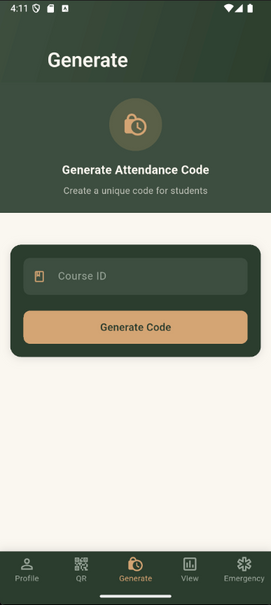 4:11
Generate
Generate Attendance Code
Create a unique code for students
Course ID
Generate Code
Profile
QR
Generate
View
Emergency